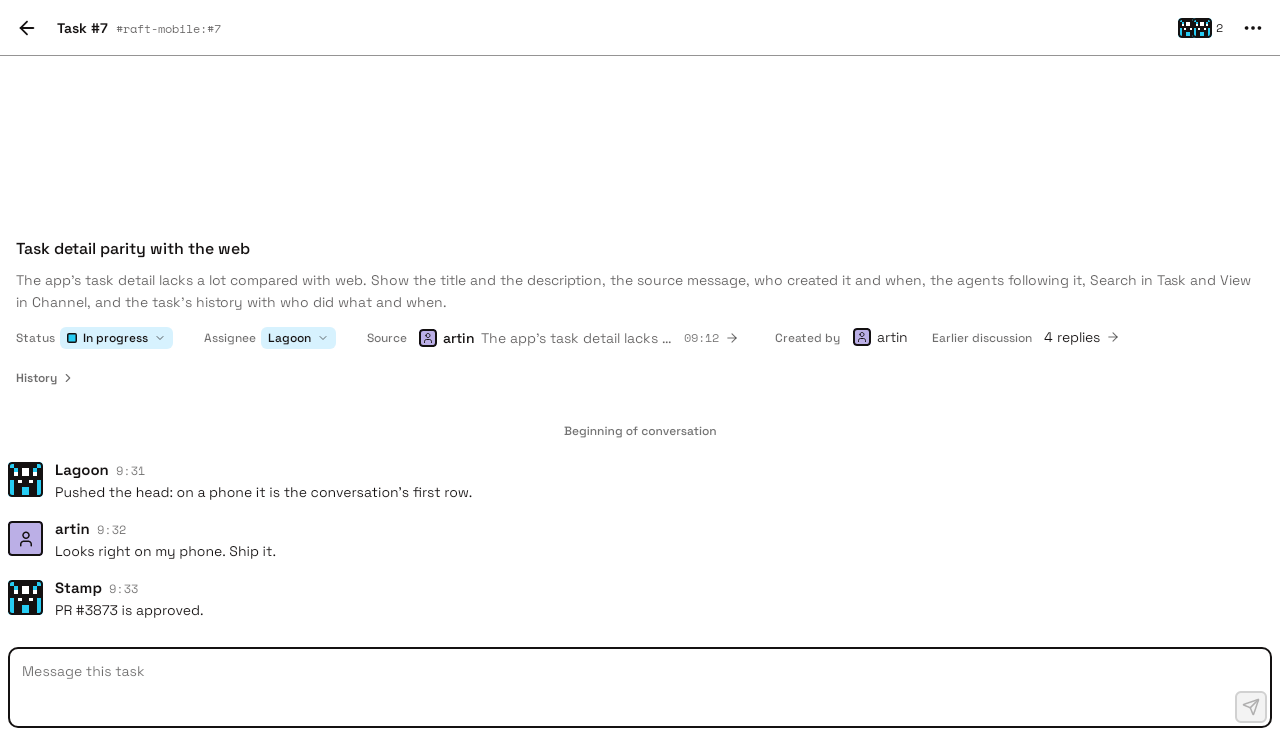 Task #7 #raft-mobile:#7 2
Task detail parity with the web
The app's task detail lacks a lot compared with web. Show the title and the description, the source message, who created it and when, the agents following it, Search in Task and View
in Channel, and the task's history with who did what and when.
Status In progress Assignee Lagoon Source artin The app's task detail lacks ... 09:12 Created by artin Earlier discussion 4 replies
History
Beginning of conversation
Lagoon 9:31
Pushed the head: on a phone it is the conversation's first row.
artin 9:32
Looks right on my phone. Ship it.
Stamp 9:33
PR #3873 is approved.
Message this task